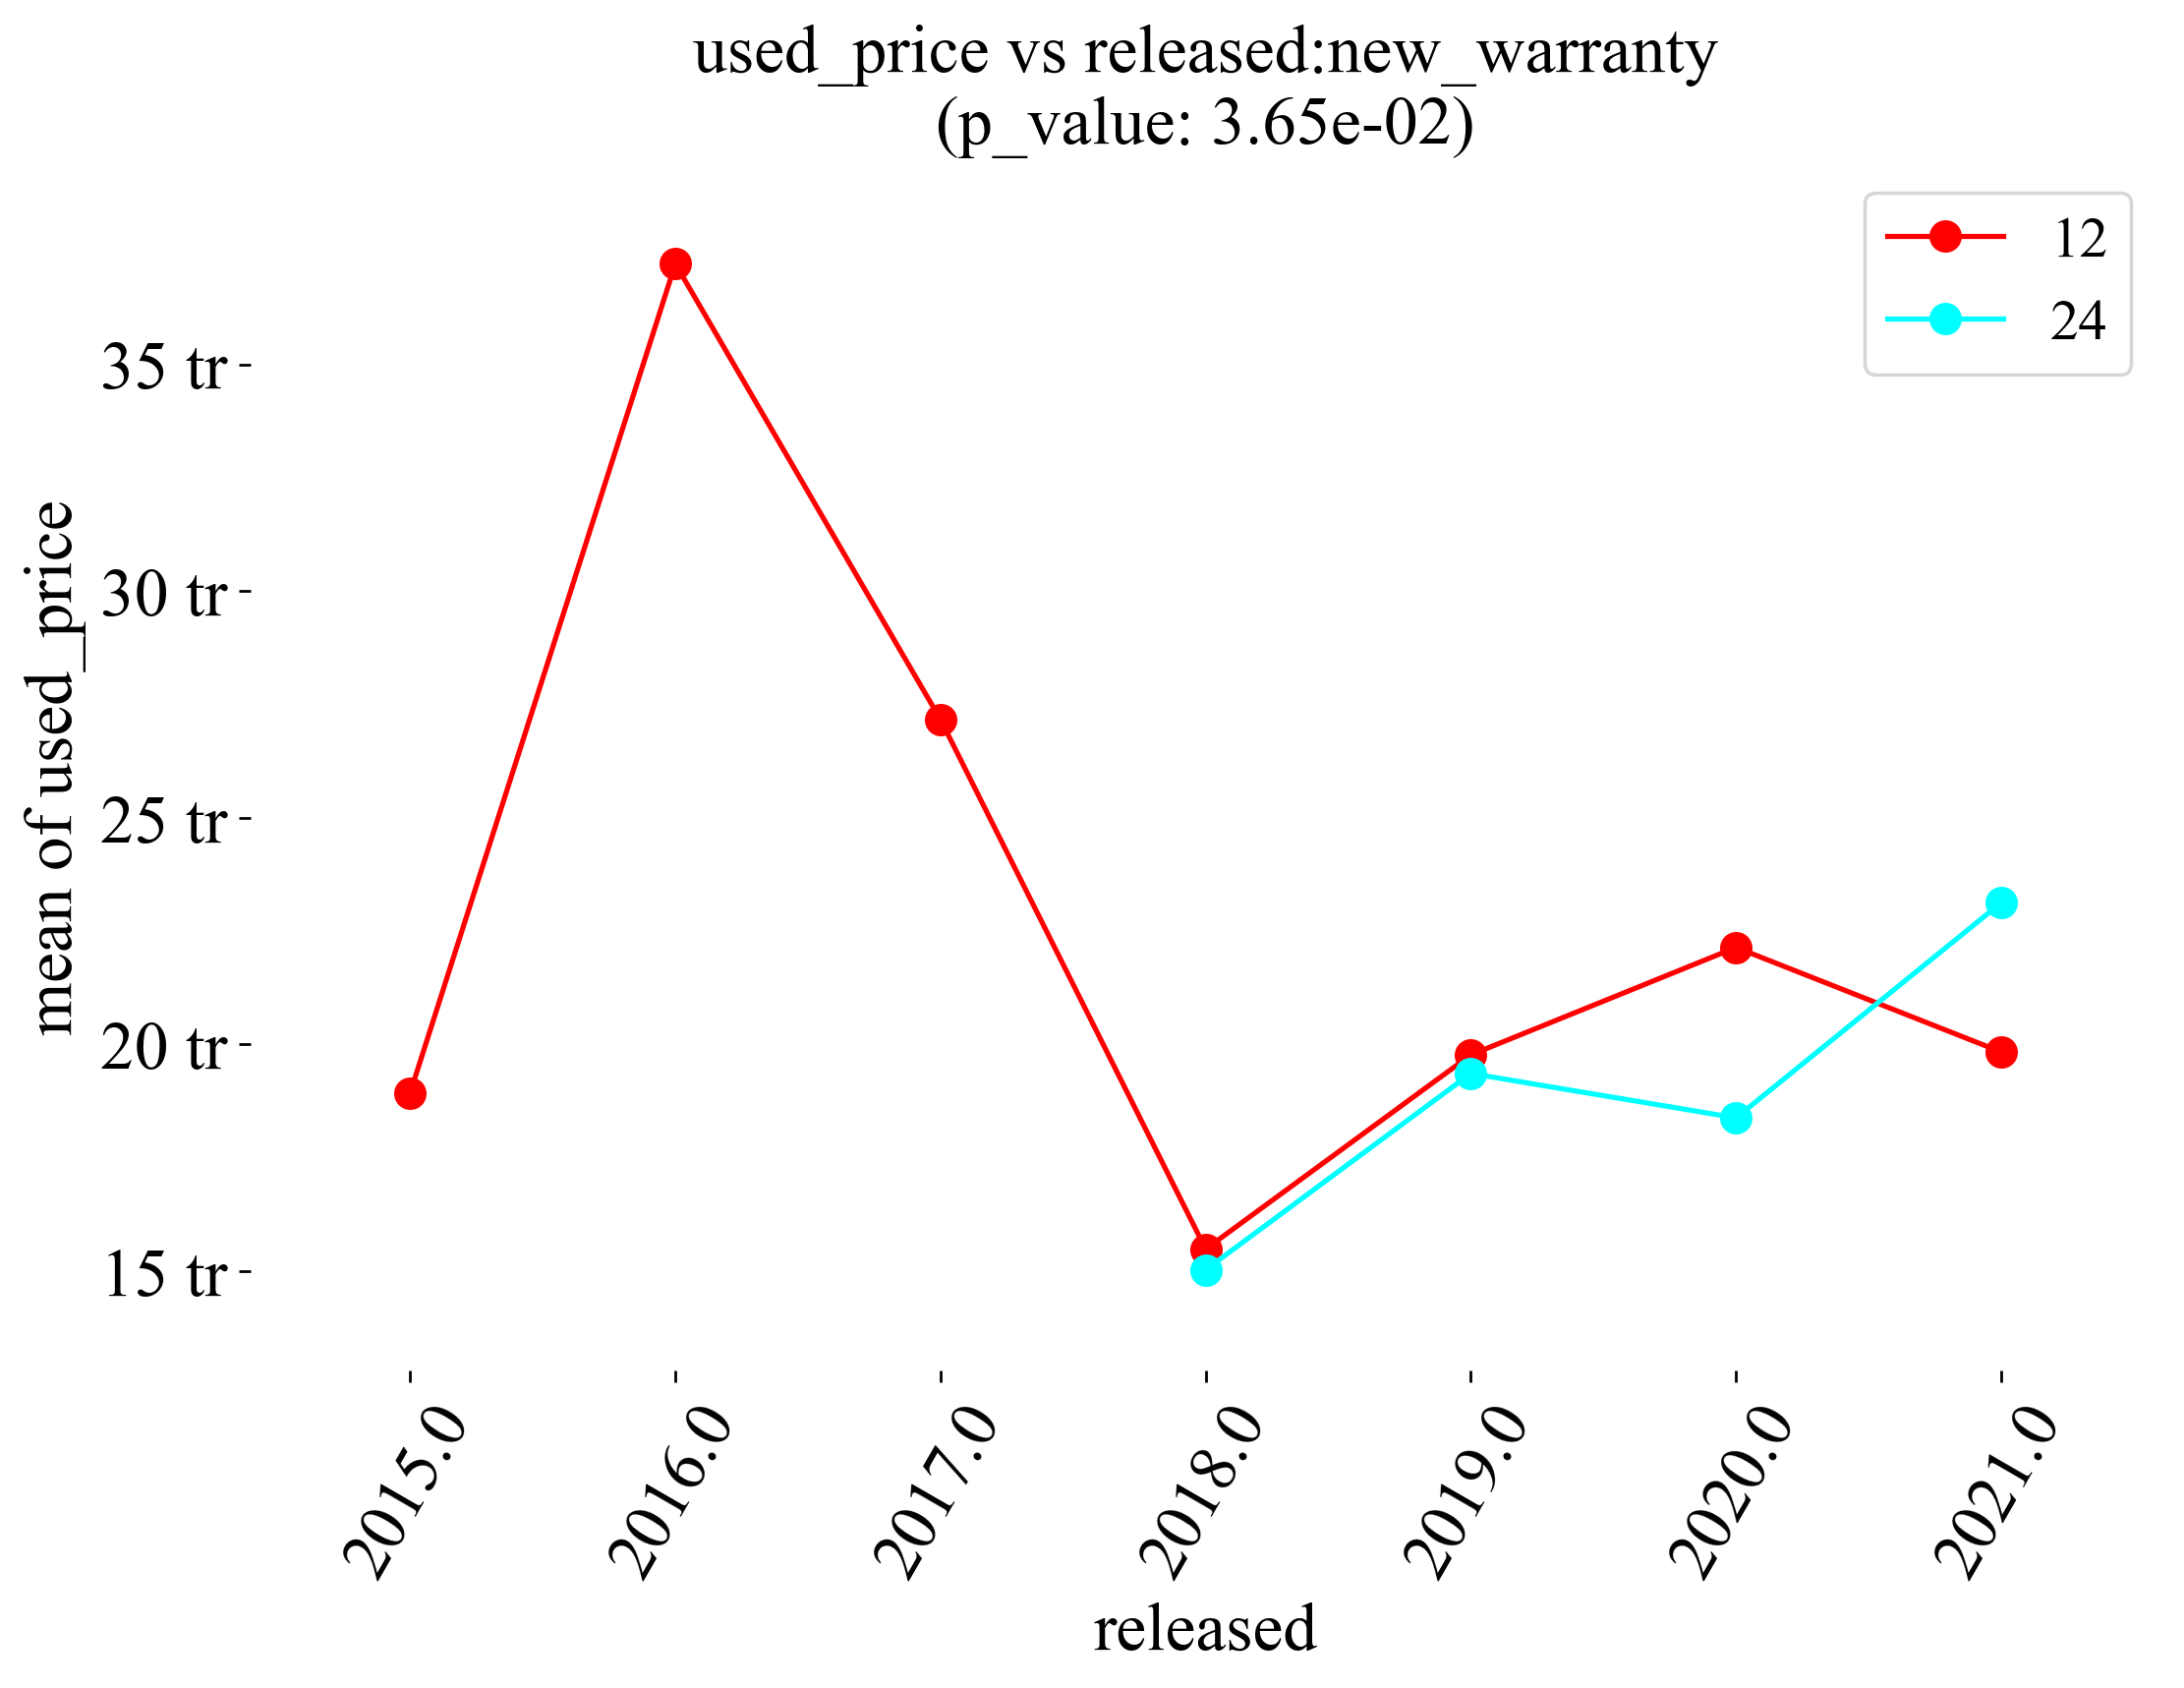 used_price vs released:new_warranty
(p_value: 3.65e-02)
12
24
mean of used_price
35 tr
30 tr
25 tr
20 tr
15 tr
2015.0
2016.0
2017.0
2018.0
2019.0
2020.0
2021.0
released